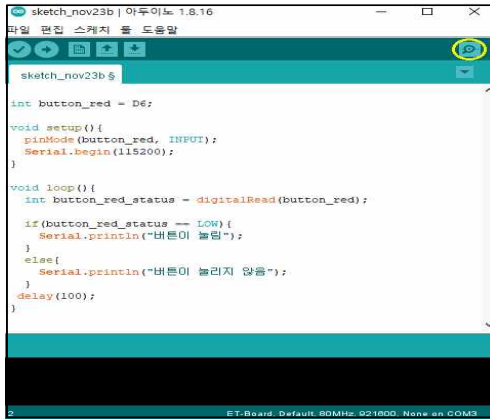 sketch_nov23b | 아두이노 1.8.16
파일 편집 스케치 툴 도움말
sketch_nov23b §
int button_red = D6;
void setup(){
pinMode(button_red, INPUT);
Serial.begin(115200);
}
void loop(){
int button_red_status = digitalRead(button_red);
if(button_red_status == LOW){
Serial.println("버튼이 눌림");
}
else{
Serial.println("버튼이 눌리지 않음");
}
delay(100);
}
2
ET-Board, Default, 80MHz, 921600, None on COM3